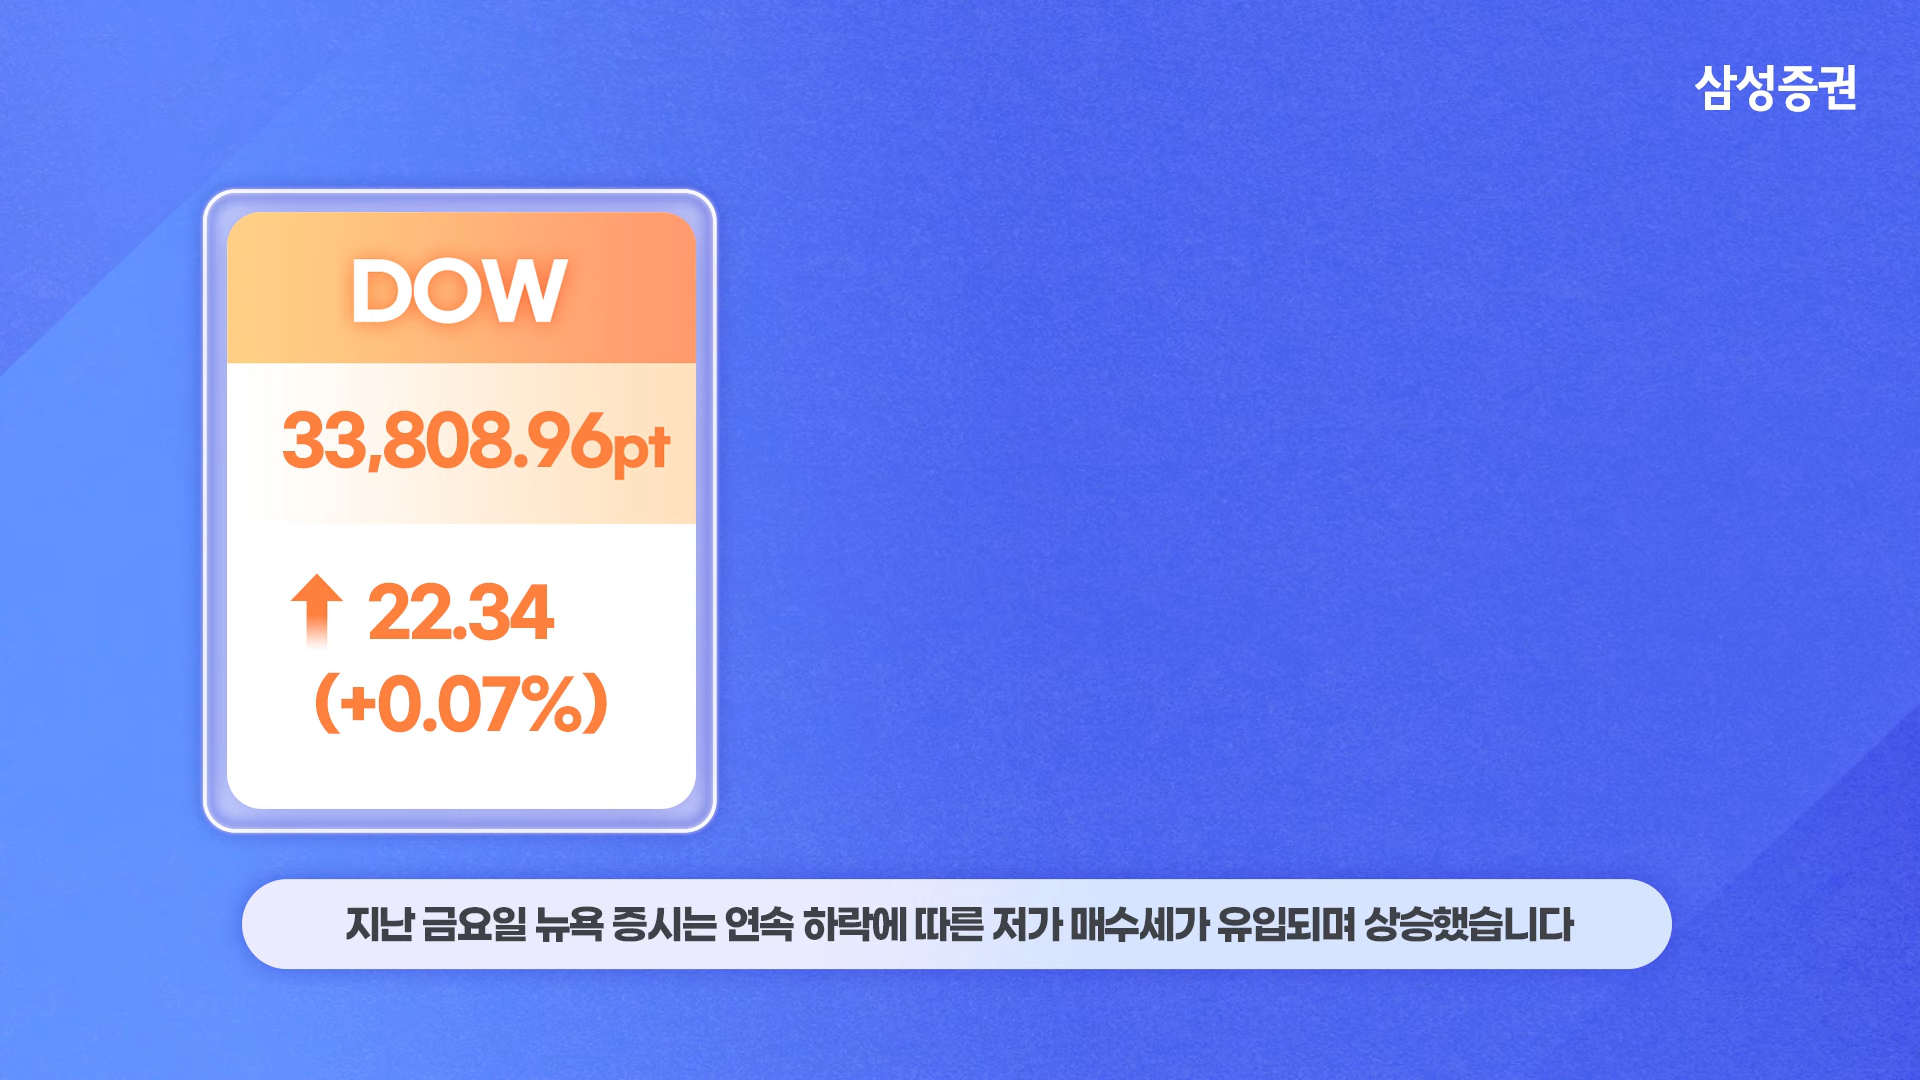 삼성증권
DOW
33,808.96pt
22.34
(+0.07%)
지난 금요일 뉴욕 증시는 연속 하락에 따른 저가 매수세가 유입되며 상승했습니다